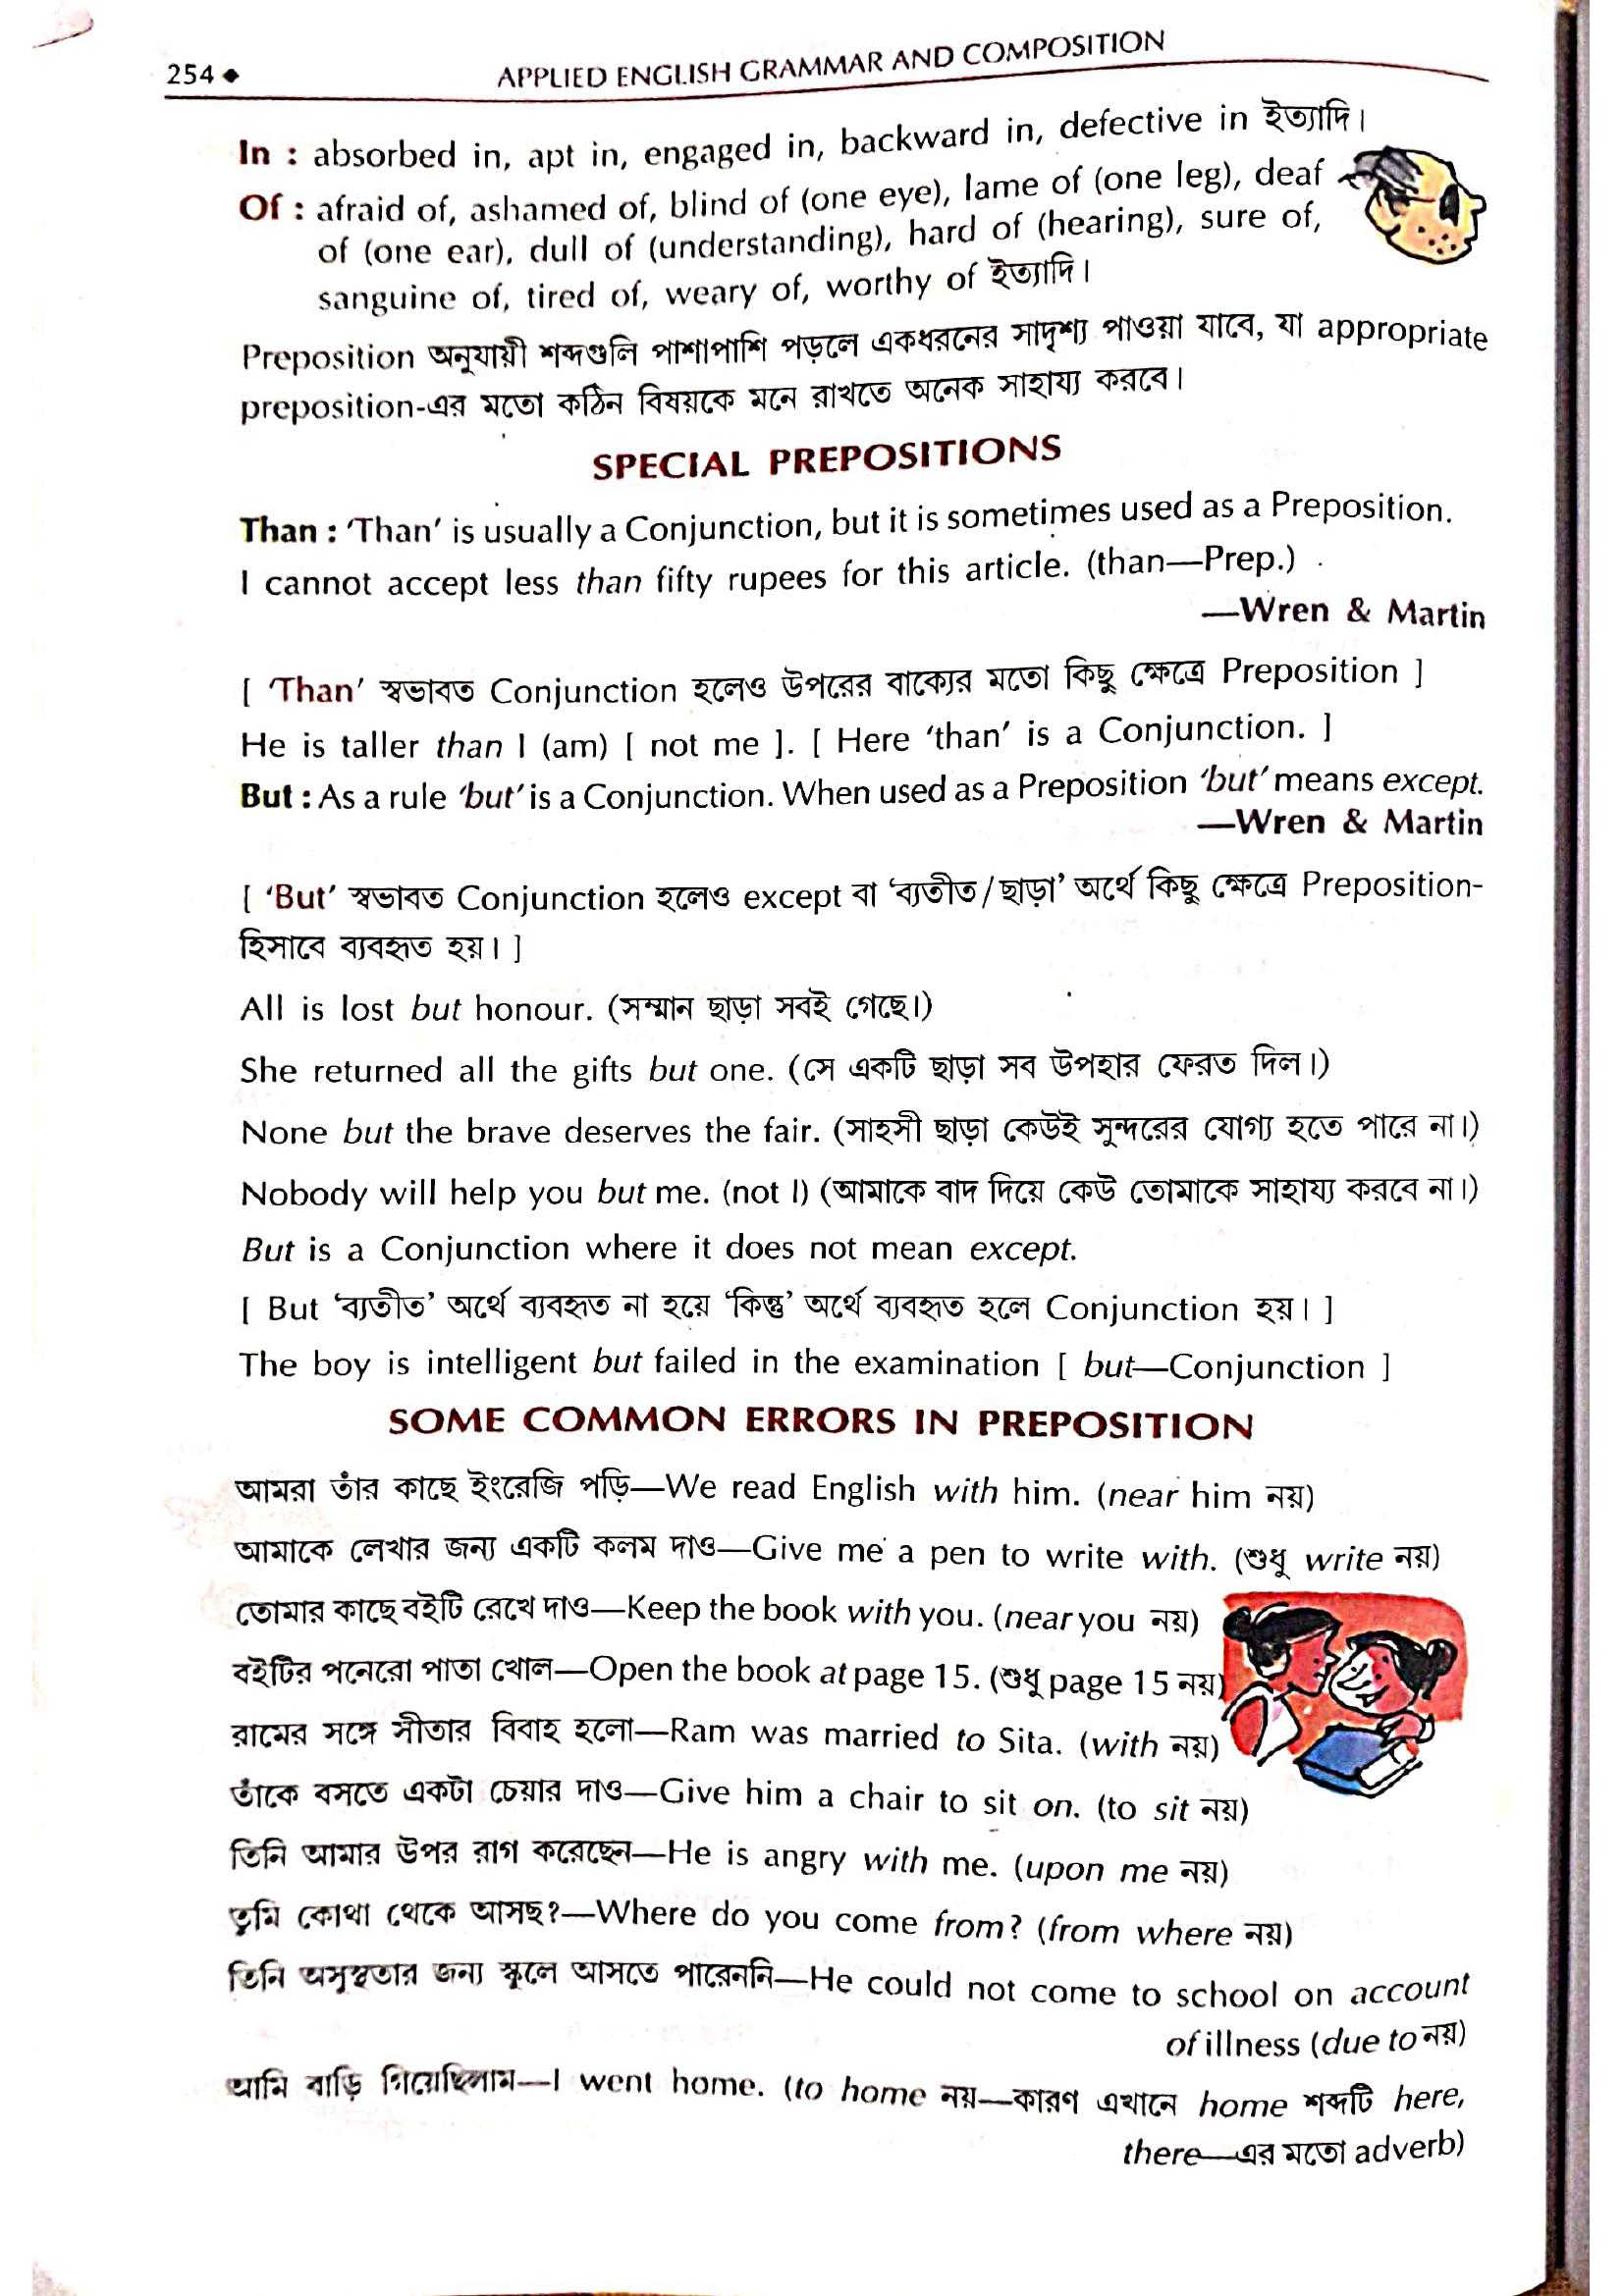 254 ◆ APPLIED ENGLISH GRAMMAR AND COMPOSITION
In : absorbed in, apt in, engaged in, backward in, defective in ইত্যাদি।
Of : afraid of, ashamed of, blind of (one eye), lame of (one leg), deaf
of (one ear), dull of (understanding), hard of (hearing), sure of,
sanguine of, tired of, weary of, worthy of ইত্যাদি।
Preposition অনুযায়ী শব্দগুলি পাশাপাশি পড়লে একধরনের সাদৃশ্য পাওয়া যাবে, যা appropriate
preposition-এর মতো কঠিন বিষয়কে মনে রাখতে অনেক সাহায্য করবে।
SPECIAL PREPOSITIONS
Than : ‘Than’ is usually a Conjunction, but it is sometimes used as a Preposition.
I cannot accept less than fifty rupees for this article. (than—Prep.)
—Wren & Martin
[ ‘Than’ স্বভাবত Conjunction হলেও উপরের বাক্যের মতো কিছু ক্ষেত্রে Preposition ]
He is taller than I (am) [ not me ]. [ Here ‘than’ is a Conjunction. ]
But : As a rule ‘but’ is a Conjunction. When used as a Preposition ‘but’ means except.
—Wren & Martin
[ ‘But’ স্বভাবত Conjunction হলেও except বা ‘ব্যতীত/ছাড়া’ অর্থে কিছু ক্ষেত্রে Preposition-
হিসাবে ব্যবহৃত হয়। ]
All is lost but honour. (সম্মান ছাড়া সবই গেছে।)
She returned all the gifts but one. (সে একটি ছাড়া সব উপহার ফেরত দিল।)
None but the brave deserves the fair. (সাহসী ছাড়া কেউই সুন্দরের যোগ্য হতে পারে না।)
Nobody will help you but me. (not I) (আমাকে বাদ দিয়ে কেউ তোমাকে সাহায্য করবে না।)
But is a Conjunction where it does not mean except.
[ But ‘ব্যতীত’ অর্থে ব্যবহৃত না হয়ে ‘কিন্তু’ অর্থে ব্যবহৃত হলে Conjunction হয়। ]
The boy is intelligent but failed in the examination [ but—Conjunction ]
SOME COMMON ERRORS IN PREPOSITION
আমরা তাঁর কাছে ইংরেজি পড়ি—We read English with him. (near him নয়)
আমাকে লেখার জন্য একটি কলম দাও—Give me a pen to write with. (শুধু write নয়)
তোমার কাছে বইটি রেখে দাও—Keep the book with you. (near you নয়)
বইটির পনেরো পাতা খোল—Open the book at page 15. (শুধু page 15 নয়)
রামের সঙ্গে সীতার বিবাহ হলো—Ram was married to Sita. (with নয়)
তাঁকে বসতে একটা চেয়ার দাও—Give him a chair to sit on. (to sit নয়)
তিনি আমার উপর রাগ করেছেন—He is angry with me. (upon me নয়)
তুমি কোথা থেকে আসছ?—Where do you come from? (from where নয়)
তিনি অসুস্থতার জন্য স্কুলে আসতে পারেননি—He could not come to school on account
of illness (due to নয়)
আমি বাড়ি গিয়েছিলাম—I went home. (to home নয়—কারণ এখানে home শব্দটি here,
there—এর মতো adverb)